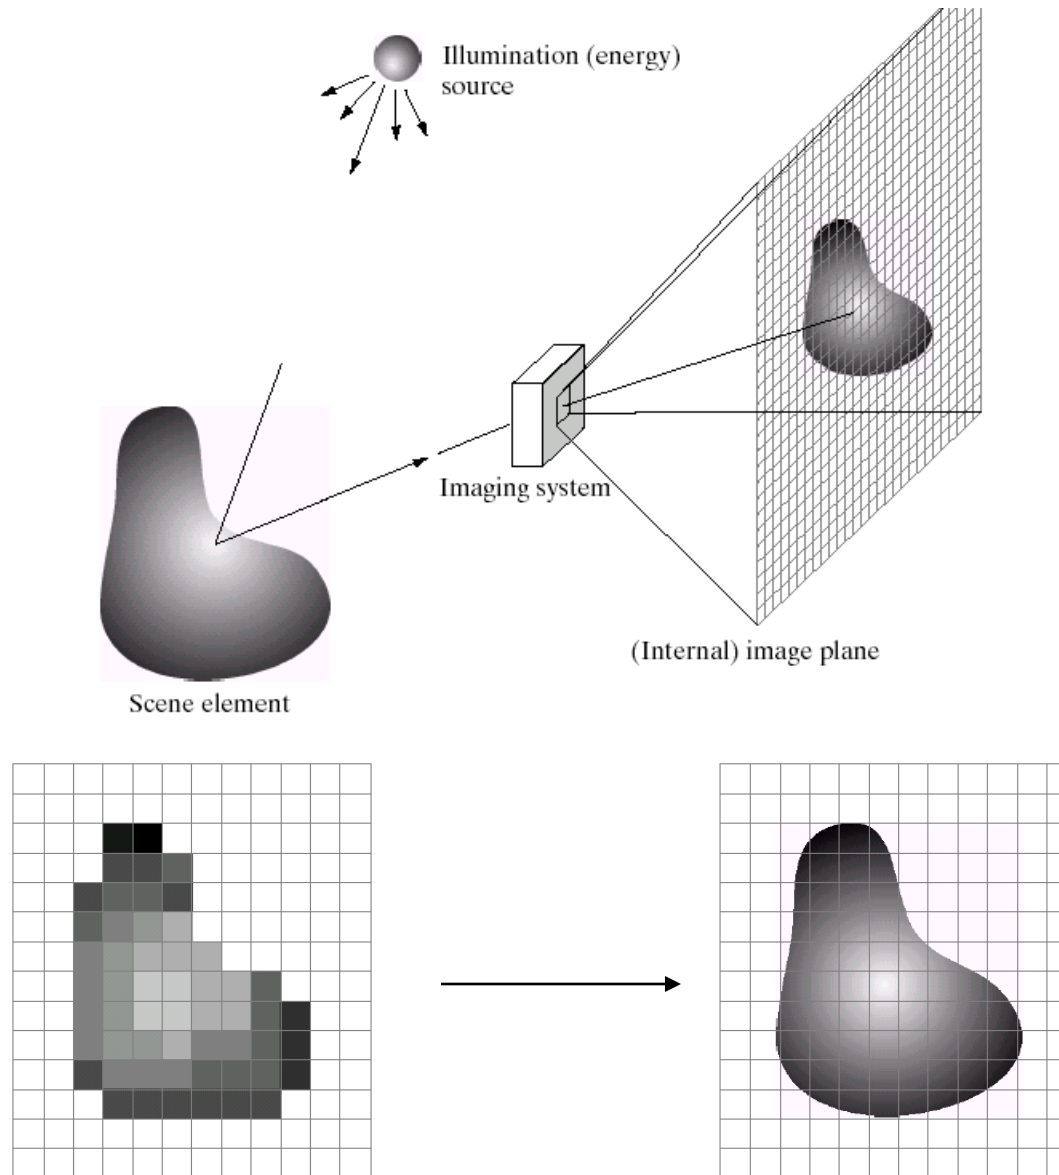 Illumination (energy)
source
Imaging system
(Internal) image plane
Scene element